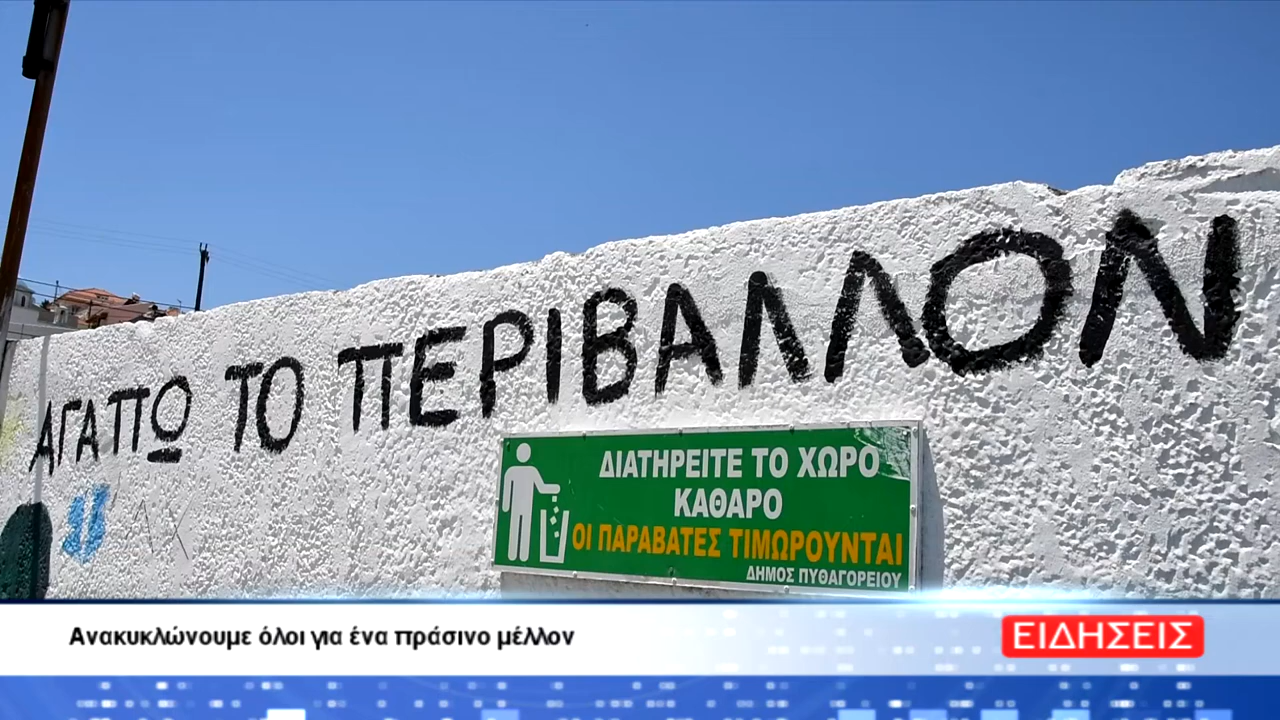 ΑΓΑΠΩ ΤΟ ΠΕΡΙΒΑΛΛΟΝ
ΔΙΑΤΗΡΕΙΤΕ ΤΟ ΧΩΡΟ
ΚΑΘΑΡΟ
ΟΙ ΠΑΡΑΒΑΤΕΣ ΤΙΜΩΡΟΥΝΤΑΙ
ΔΗΜΟΣ ΠΥΘΑΓΟΡΕΙΟΥ
Ανακυκλώνουμε όλοι για ένα πράσινο μέλλον
ΕΙΔΗΣΕΙΣ